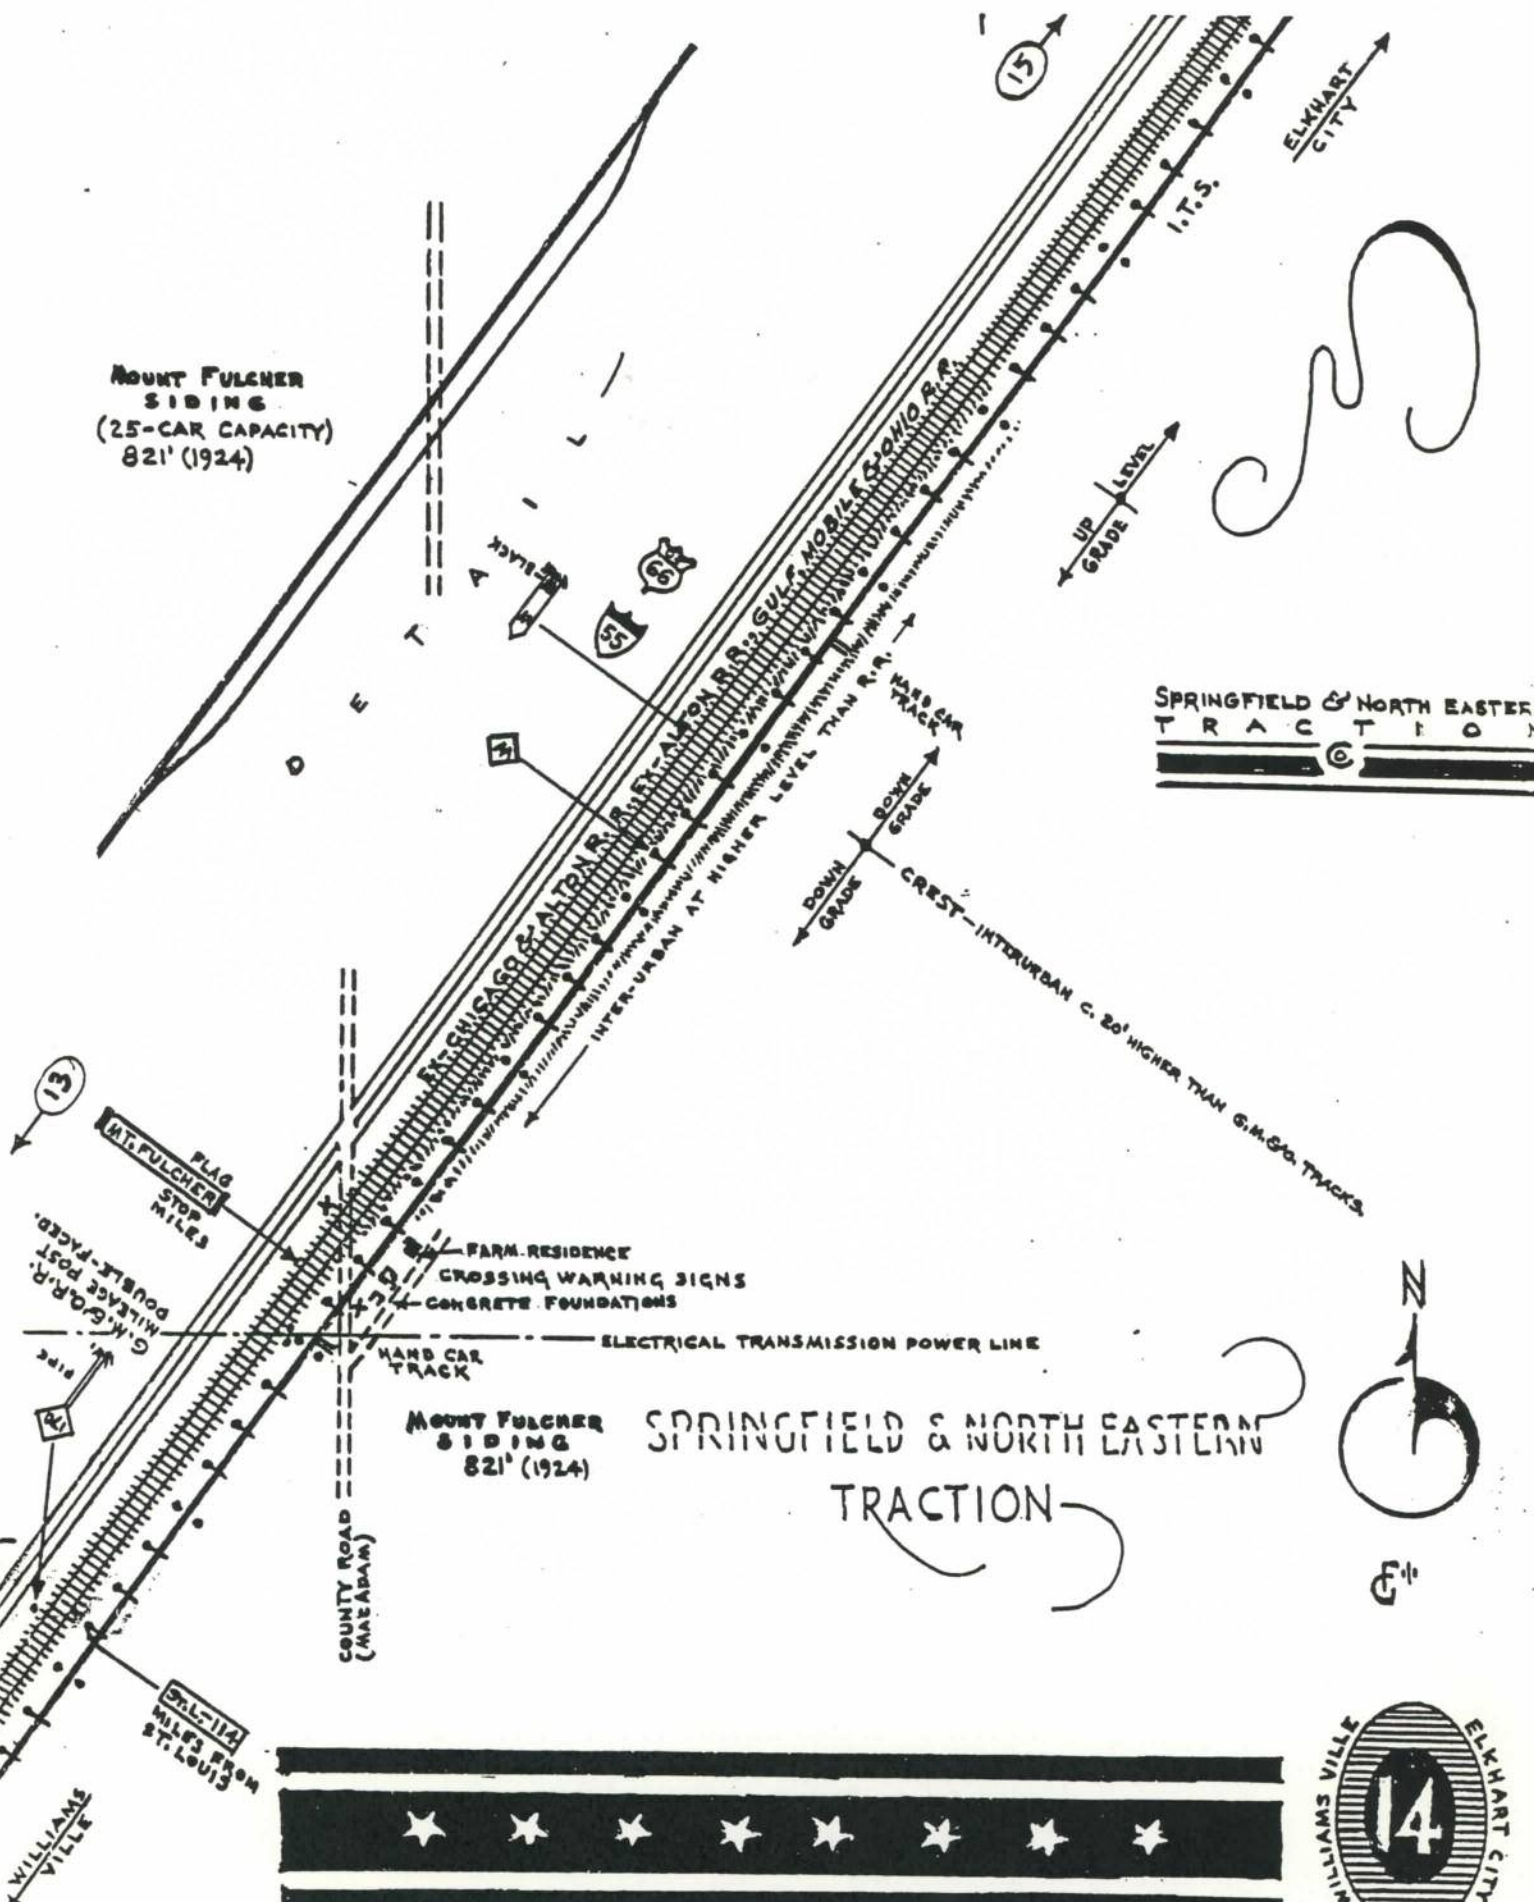 15
ELKHART
CITY
I.T.S.
MOUNT FULCHER
SIDING
(25-CAR CAPACITY)
821' (1924)
DETAIL
BLACK
66
55
EX-CHICAGO & ALTON R.R. EX-ALTON R.R. GULF, MOBILE & OHIO R.R.
LEVEL
UP
GRADE
HAND CAR
TRACK
INTER-URBAN AT HIGHER LEVEL THAN R.R.
SPRINGFIELD & NORTH EASTER
TRACTIO
Co
DOWN
GRADE
DOWN
GRADE
CREST-INTERURBAN C. 20' HIGHER THAN G.M.&O. TRACKS.
13
MT. FULCHER
FLAG
STOP
MILES
G.M.&O.R.R.
MILEAGE POST
DOUBLE-FACED.
PIPE
FARM RESIDENCE
CROSSING WARNING SIGNS
CONCRETE FOUNDATIONS
ELECTRICAL TRANSMISSION POWER LINE
HAND CAR
TRACK
MOUNT FULCHER
SIDING
821' (1924)
SPRINGFIELD & NORTH EASTERN
TRACTION
N
COUNTY ROAD
(MACADAM)
ST.L-114
MILES FROM
ST. LOUIS
WILLIAMS
VILLE
WILLIAMS VILLE
14
ELKHART CITY